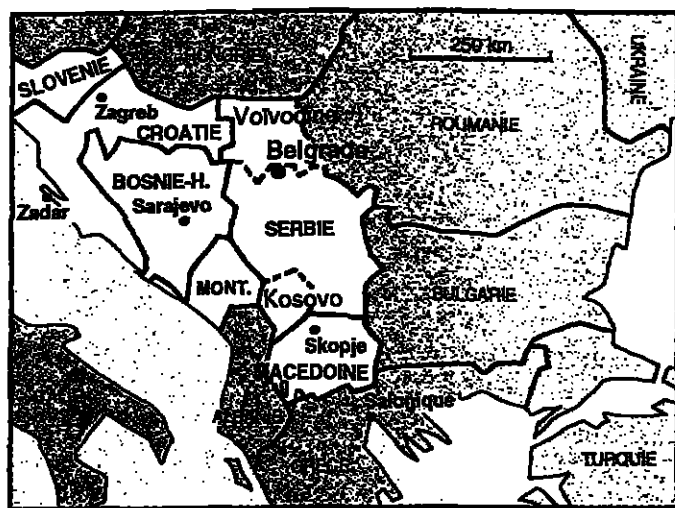 250 km
UKRAINE
SLOVENIE
Zagreb
CROATIE
Voïvodine
ROUMANIE
Belgrade
BOSNIE-H.
Zadar
Sarajevo
SERBIE
MONT.
Kosovo
BULGARIE
Skopje
MACEDOINE
Salonique
TURQUIE